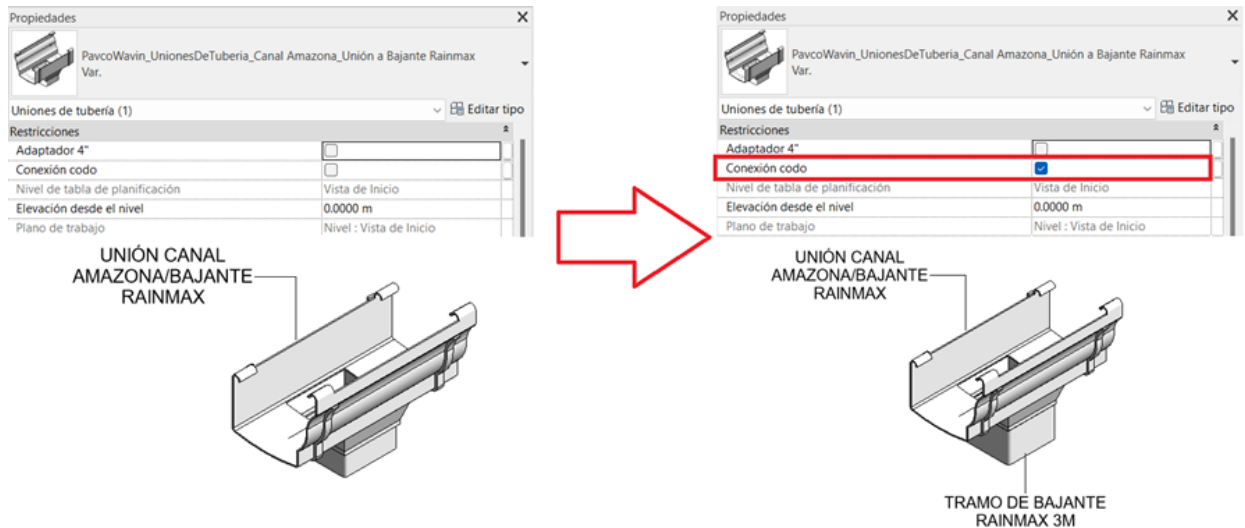 Propiedades
PavcoWavin_UnionesDeTuberia_Canal Amazona_Unión a Bajante Rainmax
Var.
Uniones de tubería (1)
Editar tipo
Restricciones
Adaptador 4"
Conexión codo
Nivel de tabla de planificación Vista de Inicio
Elevación desde el nivel 0.0000 m
Plano de trabajo Nivel : Vista de Inicio
UNIÓN CANAL
AMAZONA/BAJANTE
RAINMAX
Propiedades
PavcoWavin_UnionesDeTuberia_Canal Amazona_Unión a Bajante Rainmax
Var.
Uniones de tubería (1)
Editar tipo
Restricciones
Adaptador 4"
Conexión codo
Nivel de tabla de planificación Vista de Inicio
Elevación desde el nivel 0.0000 m
Plano de trabajo Nivel : Vista de Inicio
UNIÓN CANAL
AMAZONA/BAJANTE
RAINMAX
TRAMO DE BAJANTE
RAINMAX 3M